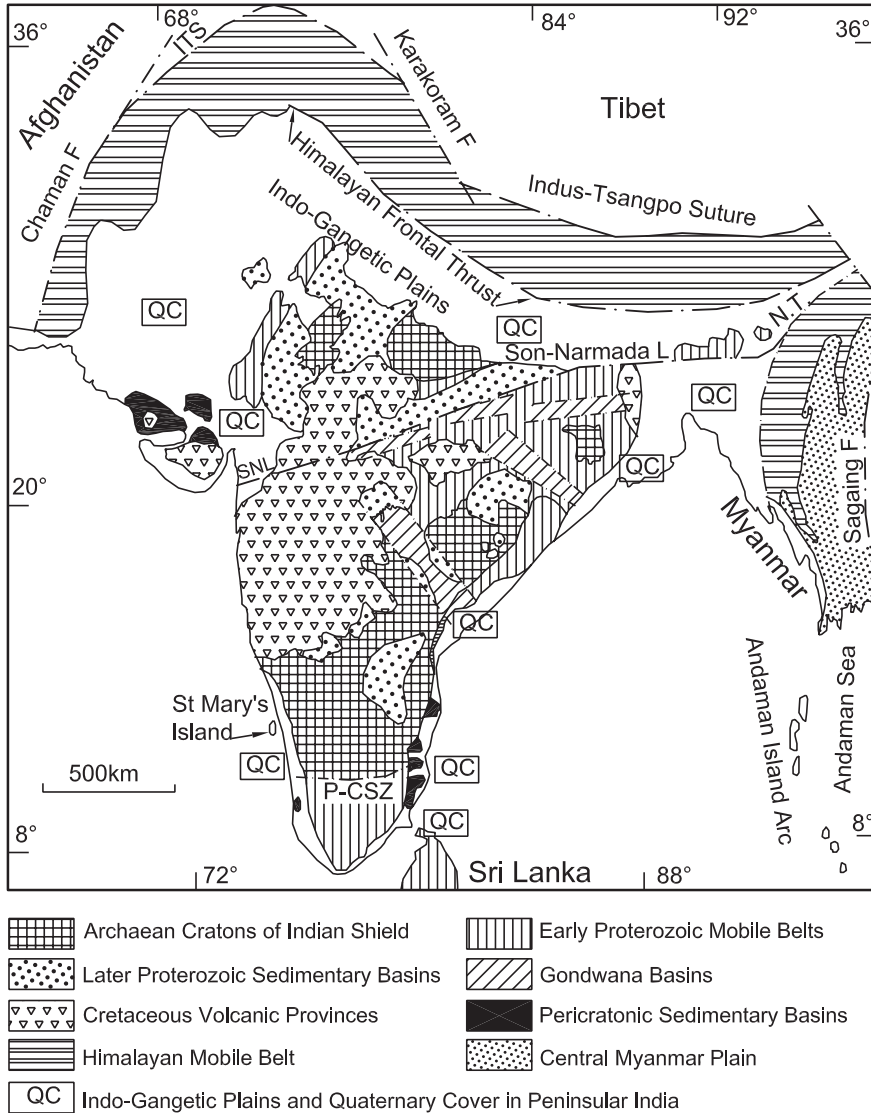 68°
84°
92°
36°
36°
Afghanistan
ITS
Karakoram F
Tibet
Chaman F
Himalayan Frontal Thrust
Indus-Tsangpo Suture
Indo-Gangetic Plains
QC
QC
N.T.
Son-Narmada L
QC
QC
SNL
QC
20°
Sagaing F
Myanmar
QC
St Mary's
Island
Andaman Island Arc
Andaman Sea
500km
QC
QC
P-CSZ
QC
8°
8°
72°
Sri Lanka
88°
Archaean Cratons of Indian Shield
Early Proterozoic Mobile Belts
Later Proterozoic Sedimentary Basins
Gondwana Basins
Cretaceous Volcanic Provinces
Pericratonic Sedimentary Basins
Himalayan Mobile Belt
Central Myanmar Plain
QC Indo-Gangetic Plains and Quaternary Cover in Peninsular India